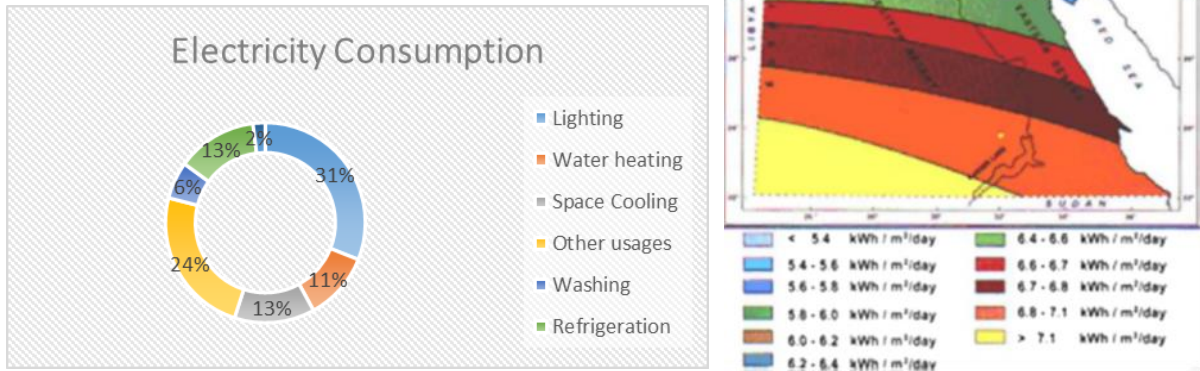 Electricity Consumption
2%
13%
31%
6%
24%
11%
13%
Lighting
Water heating
Space Cooling
Other usages
Washing
Refrigeration
LIBYA
RED SEA
SUDAN
< 5.4 kWh / m²/day
5.4 - 5.6 kWh / m²/day
5.6 - 5.8 kWh / m²/day
5.8 - 6.0 kWh / m²/day
6.0 - 6.2 kWh / m²/day
6.2 - 6.4 kWh / m²/day
6.4 - 6.6 kWh / m²/day
6.6 - 6.7 kWh / m²/day
6.7 - 6.8 kWh / m²/day
6.8 - 7.1 kWh / m²/day
> 7.1 kWh / m²/day